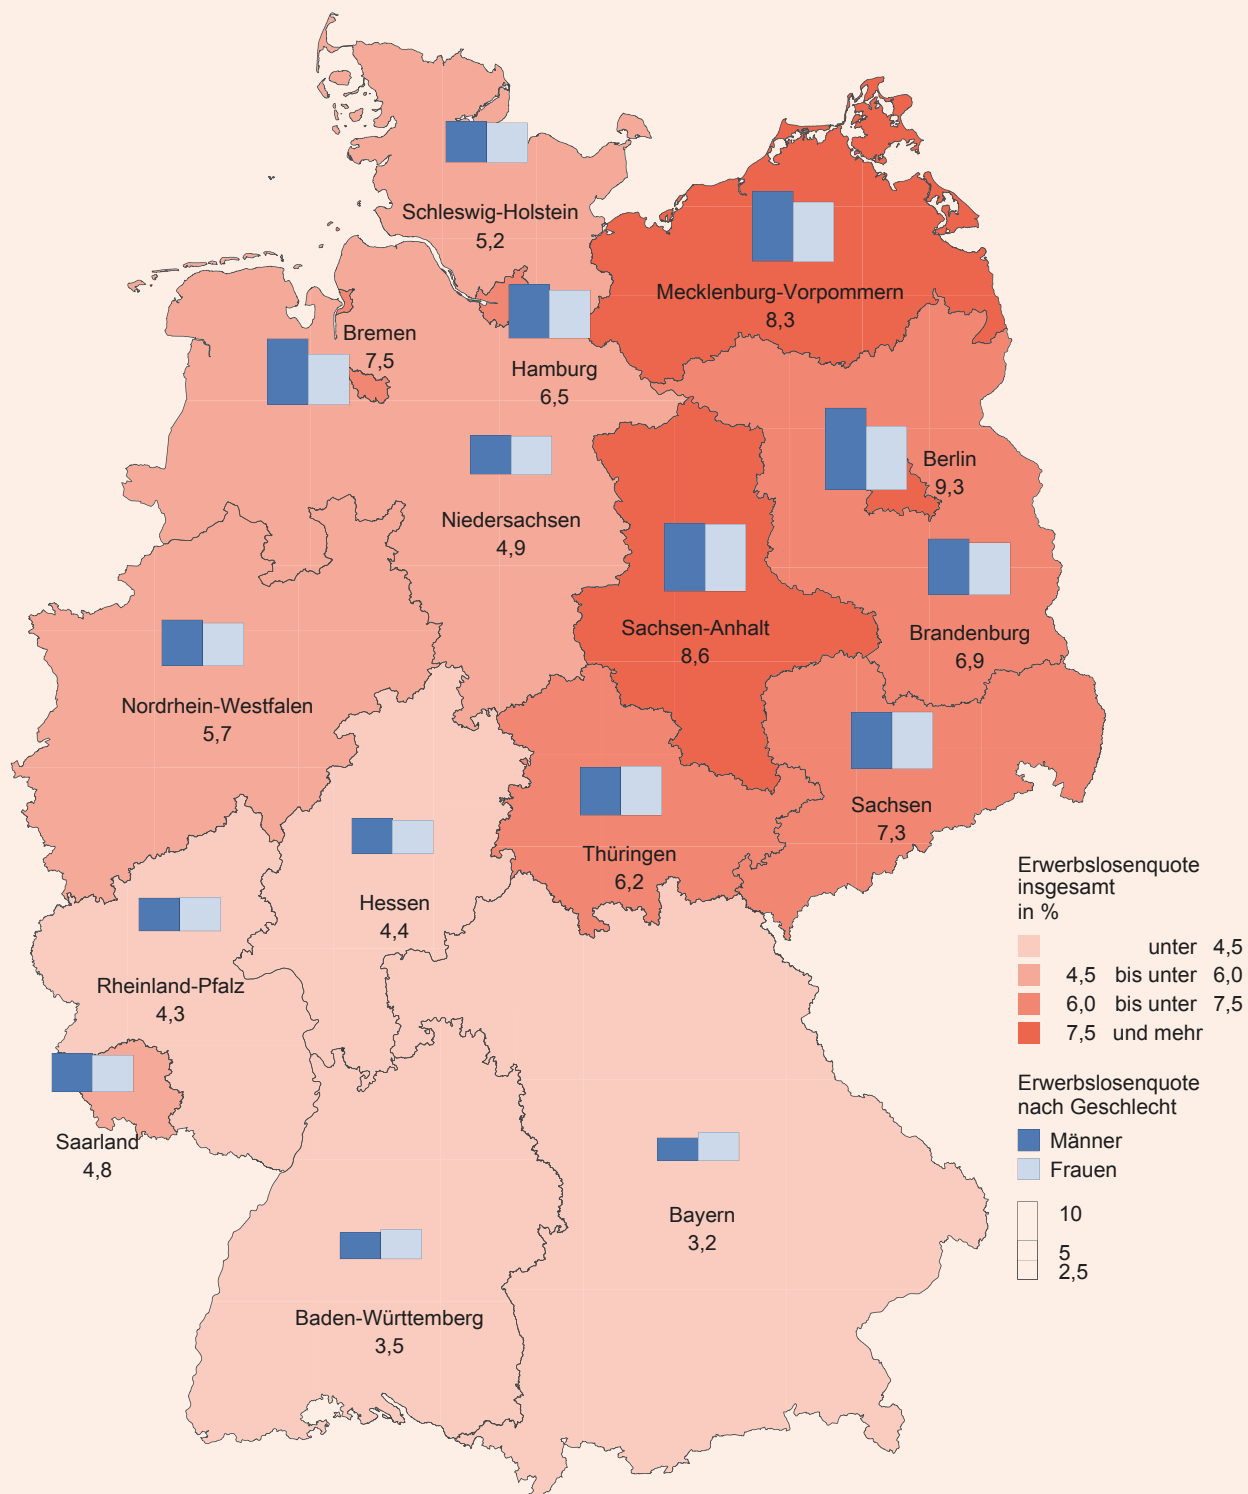 Schleswig-Holstein
5,2
Mecklenburg-Vorpommern
8,3
Bremen
7,5
Hamburg
6,5
Berlin
9,3
Niedersachsen
4,9
Sachsen-Anhalt
8,6
Brandenburg
6,9
Nordrhein-Westfalen
5,7
Sachsen
7,3
Thüringen
6,2
Hessen
4,4
Rheinland-Pfalz
4,3
Saarland
4,8
Bayern
3,2
Baden-Württemberg
3,5
Erwerbslosenquote
insgesamt
in %
unter 4,5
4,5 bis unter 6,0
6,0 bis unter 7,5
7,5 und mehr
Erwerbslosenquote
nach Geschlecht
Männer
Frauen
10
5
2,5